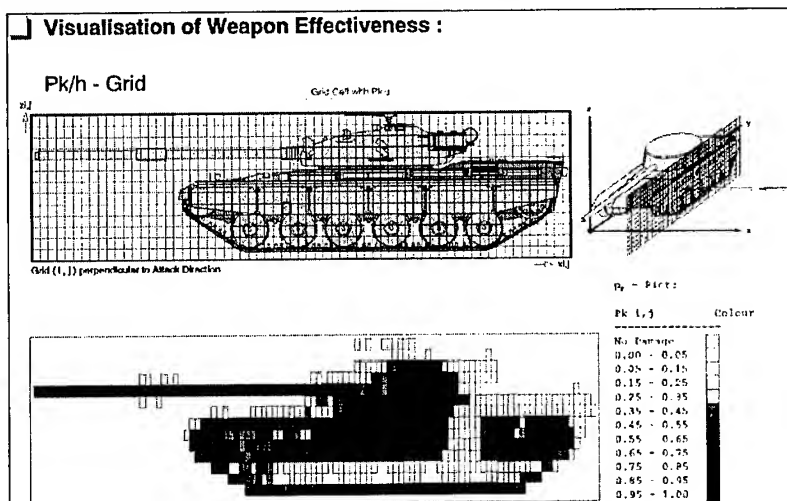 Visualisation of Weapon Effectiveness :
Pk/h - Grid
Grid Cell with Pk i,j
Grid (i, j) perpendicular to Attack Direction
z
y
x
Pk i,j Colour
No Damage
0.00 - 0.05
0.05 - 0.15
0.15 - 0.25
0.25 - 0.35
0.35 - 0.45
0.45 - 0.55
0.55 - 0.65
0.65 - 0.75
0.75 - 0.85
0.85 - 0.95
0.95 - 1.00